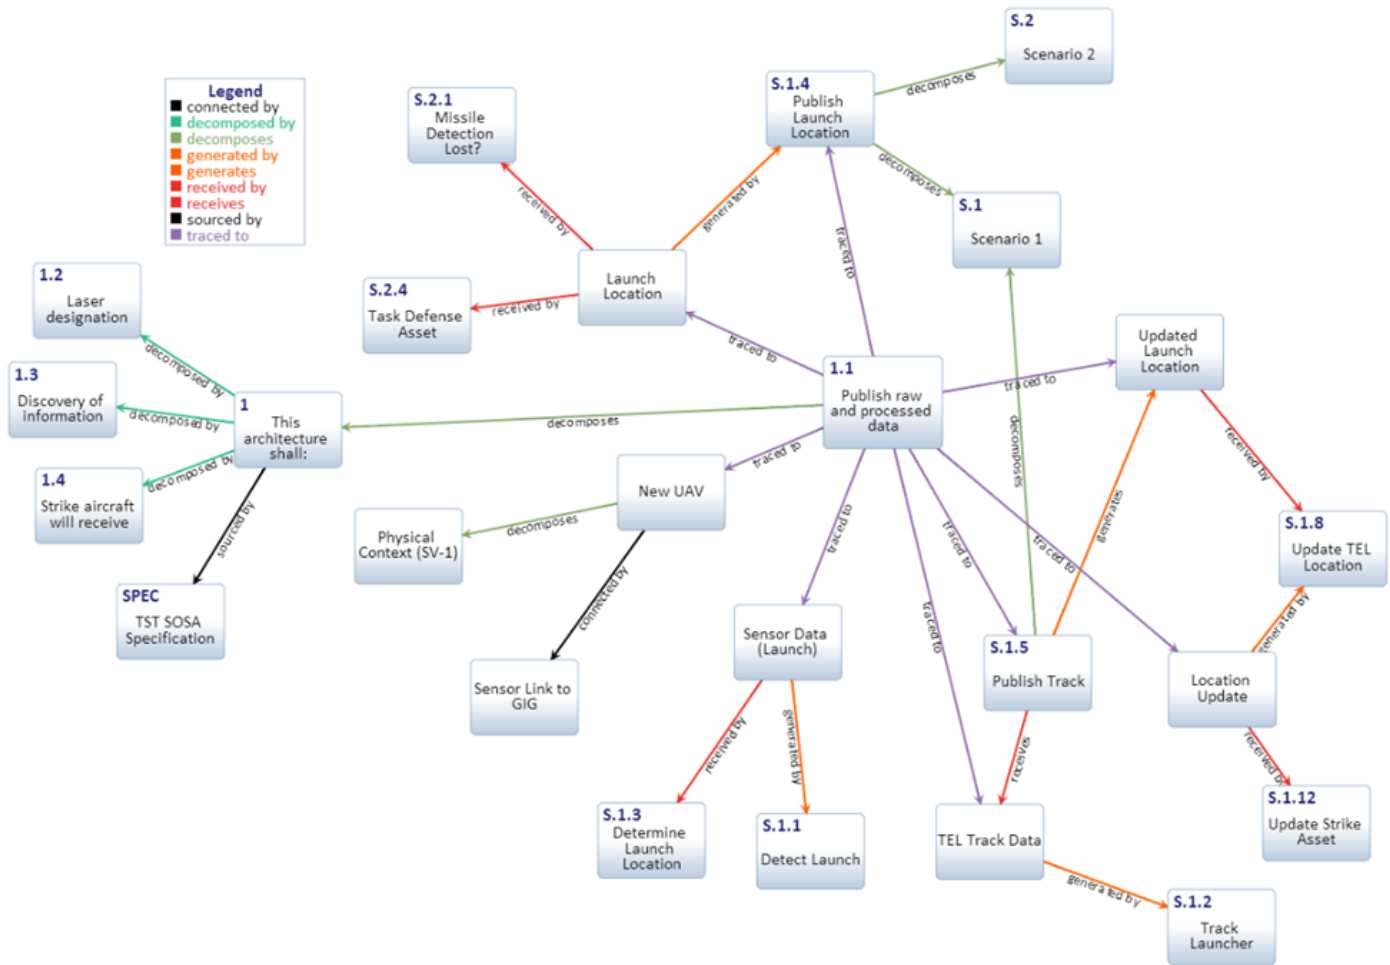 S.2
Scenario 2
S.1.4
Publish
Launch
Location
decomposes
Legend
connected by
decomposed by
decomposes
generated by
generates
received by
receives
sourced by
traced to
S.2.1
Missile
Detection
Lost?
decomposes
received by
generated by
S.1
Scenario 1
traced to
1.2
Laser
designation
Launch
Location
S.2.4
Task Defense
Asset
received by
traced to
Updated
Launch
Location
1.1
Publish raw
and processed
data
traced to
decomposed by
1.3
Discovery of
information
decomposed by
1
This
architecture
shall:
decomposes
decomposes
received by
decomposed by
1.4
Strike aircraft
will receive
traced to
New UAV
sourced by
Physical
Context (SV-1)
decomposes
traced to
traced to
traced to
generates
S.1.8
Update TEL
Location
SPEC
TST SOSA
Specification
connected by
Sensor Data
(Launch)
traced to
S.1.5
Publish Track
generated by
Location
Update
Sensor Link to
GIG
received by
generated by
receives
received by
S.1.3
Determine
Launch
Location
S.1.1
Detect Launch
TEL Track Data
S.1.12
Update Strike
Asset
generated by
S.1.2
Track
Launcher